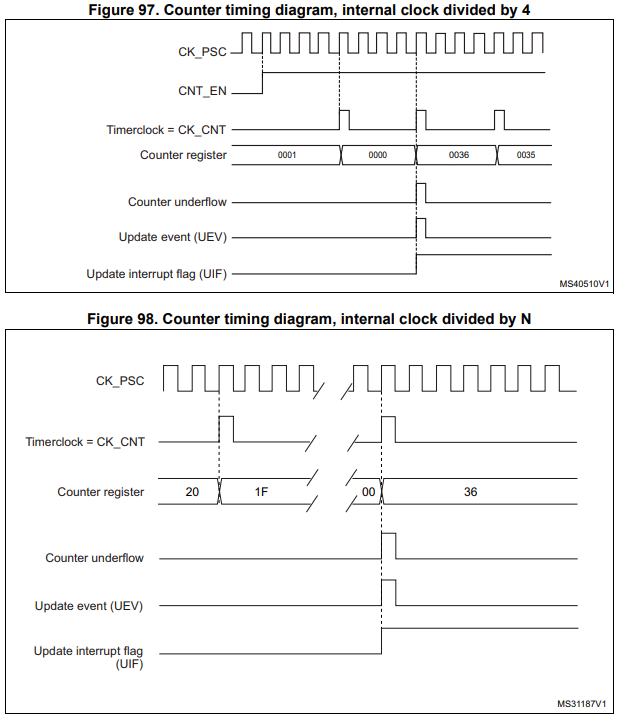 Figure 97. Counter timing diagram, internal clock divided by 4
CK_PSC
CNT_EN
Timerclock = CK_CNT
Counter register
0001
0000
0036
0035
Counter underflow
Update event (UEV)
Update interrupt flag (UIF)
MS40510V1
Figure 98. Counter timing diagram, internal clock divided by N
CK_PSC
Timerclock = CK_CNT
Counter register
20
1F
00
36
Counter underflow
Update event (UEV)
Update interrupt flag
(UIF)
MS31187V1